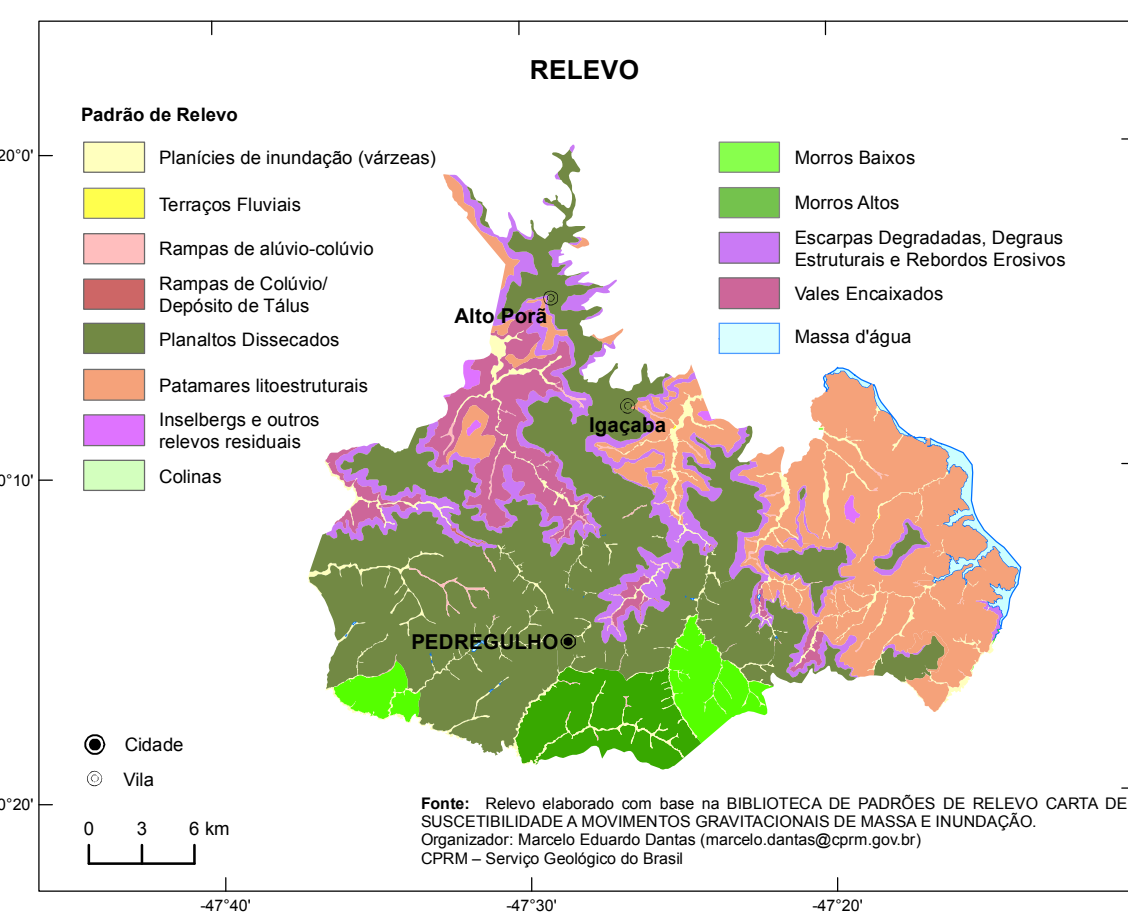 RELEVO
Padrão de Relevo
Planícies de inundação (várzeas)
Terraços Fluviais
Rampas de alúvio-colúvio
Rampas de Colúvio/
Depósito de Tálus
Planaltos Dissecados
Patamares litoestruturais
Inselbergs e outros
relevos residuais
Colinas
Morros Baixos
Morros Altos
Escarpas Degradadas, Degraus
Estruturais e Rebordos Erosivos
Vales Encaixados
Massa d'água
20°0'
0°10'
0°20'
Alto Porã
Igaçaba
PEDREGULHO
Cidade
Vila
0 3 6 km
Fonte: Relevo elaborado com base na BIBLIOTECA DE PADRÕES DE RELEVO CARTA DE
SUSCETIBILIDADE A MOVIMENTOS GRAVITACIONAIS DE MASSA E INUNDAÇÃO.
Organizador: Marcelo Eduardo Dantas (marcelo.dantas@cprm.gov.br)
CPRM – Serviço Geológico do Brasil
-47°40' -47°30' -47°20'